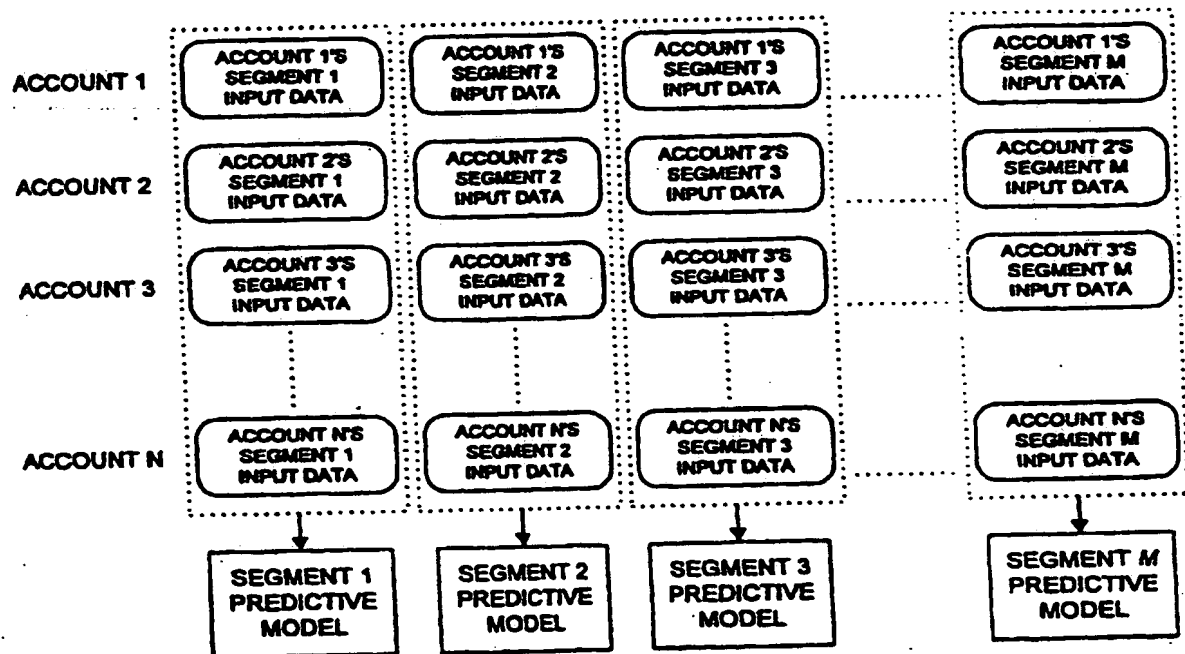 ACCOUNT 1
ACCOUNT 1'S
SEGMENT 1
INPUT DATA
ACCOUNT 1'S
SEGMENT 2
INPUT DATA
ACCOUNT 1'S
SEGMENT 3
INPUT DATA
ACCOUNT 1'S
SEGMENT M
INPUT DATA
ACCOUNT 2
ACCOUNT 2'S
SEGMENT 1
INPUT DATA
ACCOUNT 2'S
SEGMENT 2
INPUT DATA
ACCOUNT 2'S
SEGMENT 3
INPUT DATA
ACCOUNT 2'S
SEGMENT M
INPUT DATA
ACCOUNT 3
ACCOUNT 3'S
SEGMENT 1
INPUT DATA
ACCOUNT 3'S
SEGMENT 2
INPUT DATA
ACCOUNT 3'S
SEGMENT 3
INPUT DATA
ACCOUNT 3'S
SEGMENT M
INPUT DATA
ACCOUNT N
ACCOUNT N'S
SEGMENT 1
INPUT DATA
ACCOUNT N'S
SEGMENT 2
INPUT DATA
ACCOUNT N'S
SEGMENT 3
INPUT DATA
ACCOUNT N'S
SEGMENT M
INPUT DATA
SEGMENT 1
PREDICTIVE
MODEL
SEGMENT 2
PREDICTIVE
MODEL
SEGMENT 3
PREDICTIVE
MODEL
SEGMENT M
PREDICTIVE
MODEL